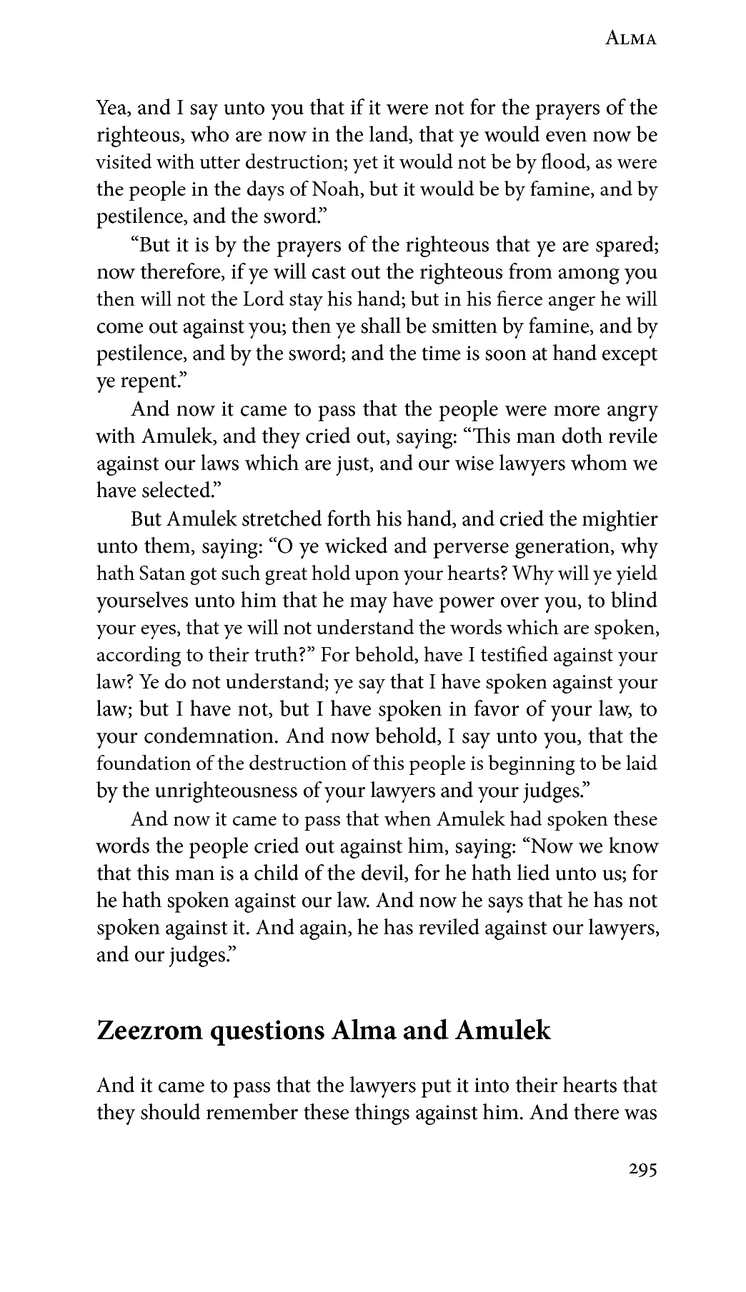 Alma
Yea, and I say unto you that if it were not for the prayers of the
righteous, who are now in the land, that ye would even now be
visited with utter destruction; yet it would not be by flood, as were
the people in the days of Noah, but it would be by famine, and by
pestilence, and the sword.”
“But it is by the prayers of the righteous that ye are spared;
now therefore, if ye will cast out the righteous from among you
then will not the Lord stay his hand; but in his fierce anger he will
come out against you; then ye shall be smitten by famine, and by
pestilence, and by the sword; and the time is soon at hand except
ye repent.”
And now it came to pass that the people were more angry
with Amulek, and they cried out, saying: “This man doth revile
against our laws which are just, and our wise lawyers whom we
have selected.”
But Amulek stretched forth his hand, and cried the mightier
unto them, saying: “O ye wicked and perverse generation, why
hath Satan got such great hold upon your hearts? Why will ye yield
yourselves unto him that he may have power over you, to blind
your eyes, that ye will not understand the words which are spoken,
according to their truth?” For behold, have I testified against your
law? Ye do not understand; ye say that I have spoken against your
law; but I have not, but I have spoken in favor of your law, to
your condemnation. And now behold, I say unto you, that the
foundation of the destruction of this people is beginning to be laid
by the unrighteousness of your lawyers and your judges.”
And now it came to pass that when Amulek had spoken these
words the people cried out against him, saying: “Now we know
that this man is a child of the devil, for he hath lied unto us; for
he hath spoken against our law. And now he says that he has not
spoken against it. And again, he has reviled against our lawyers,
and our judges.”
Zeezrom questions Alma and Amulek
And it came to pass that the lawyers put it into their hearts that
they should remember these things against him. And there was
295